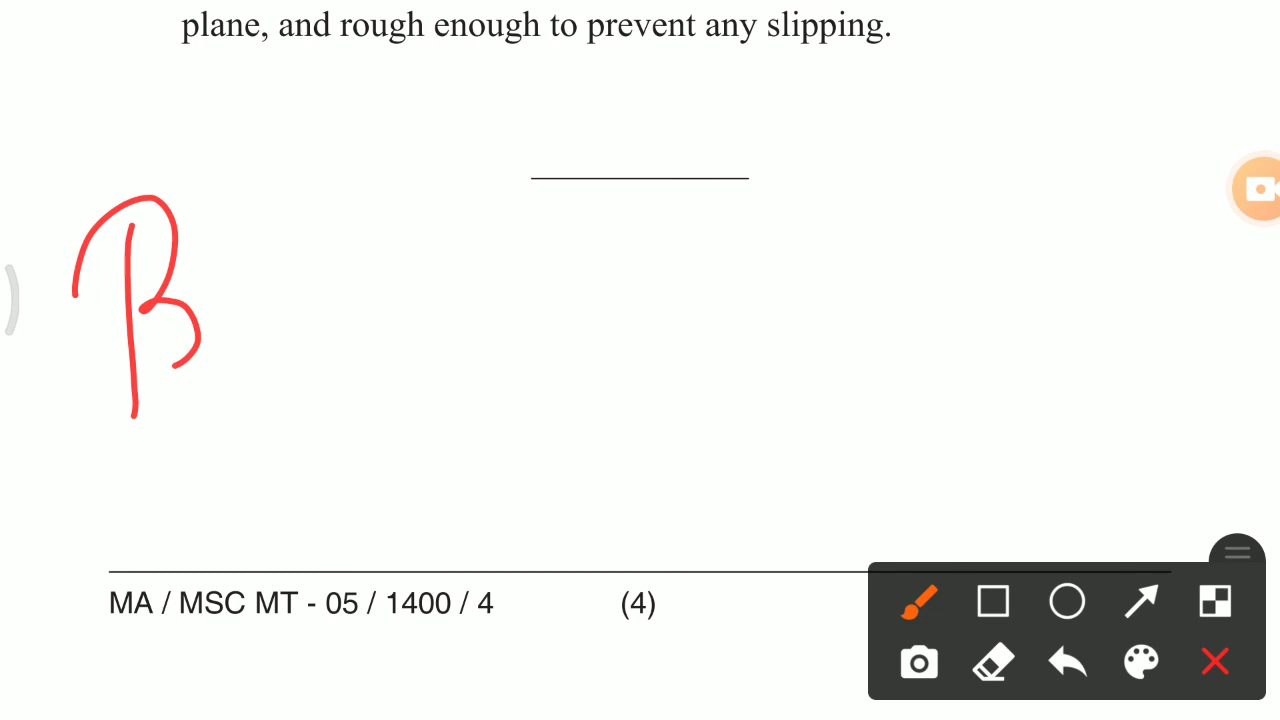 plane, and rough enough to prevent any slipping.
B
MA / MSC MT - 05 / 1400 / 4 (4)